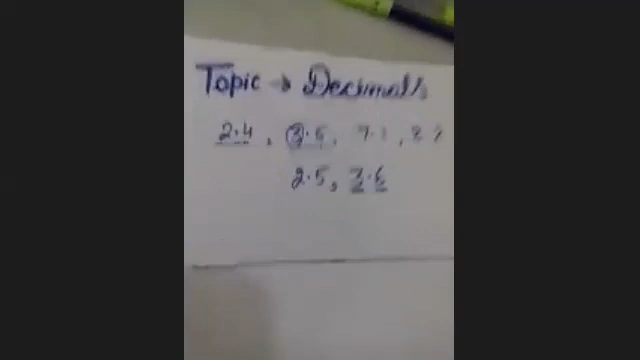 Topic → Decimals
2.4, 3.5,
2.5, 3.6